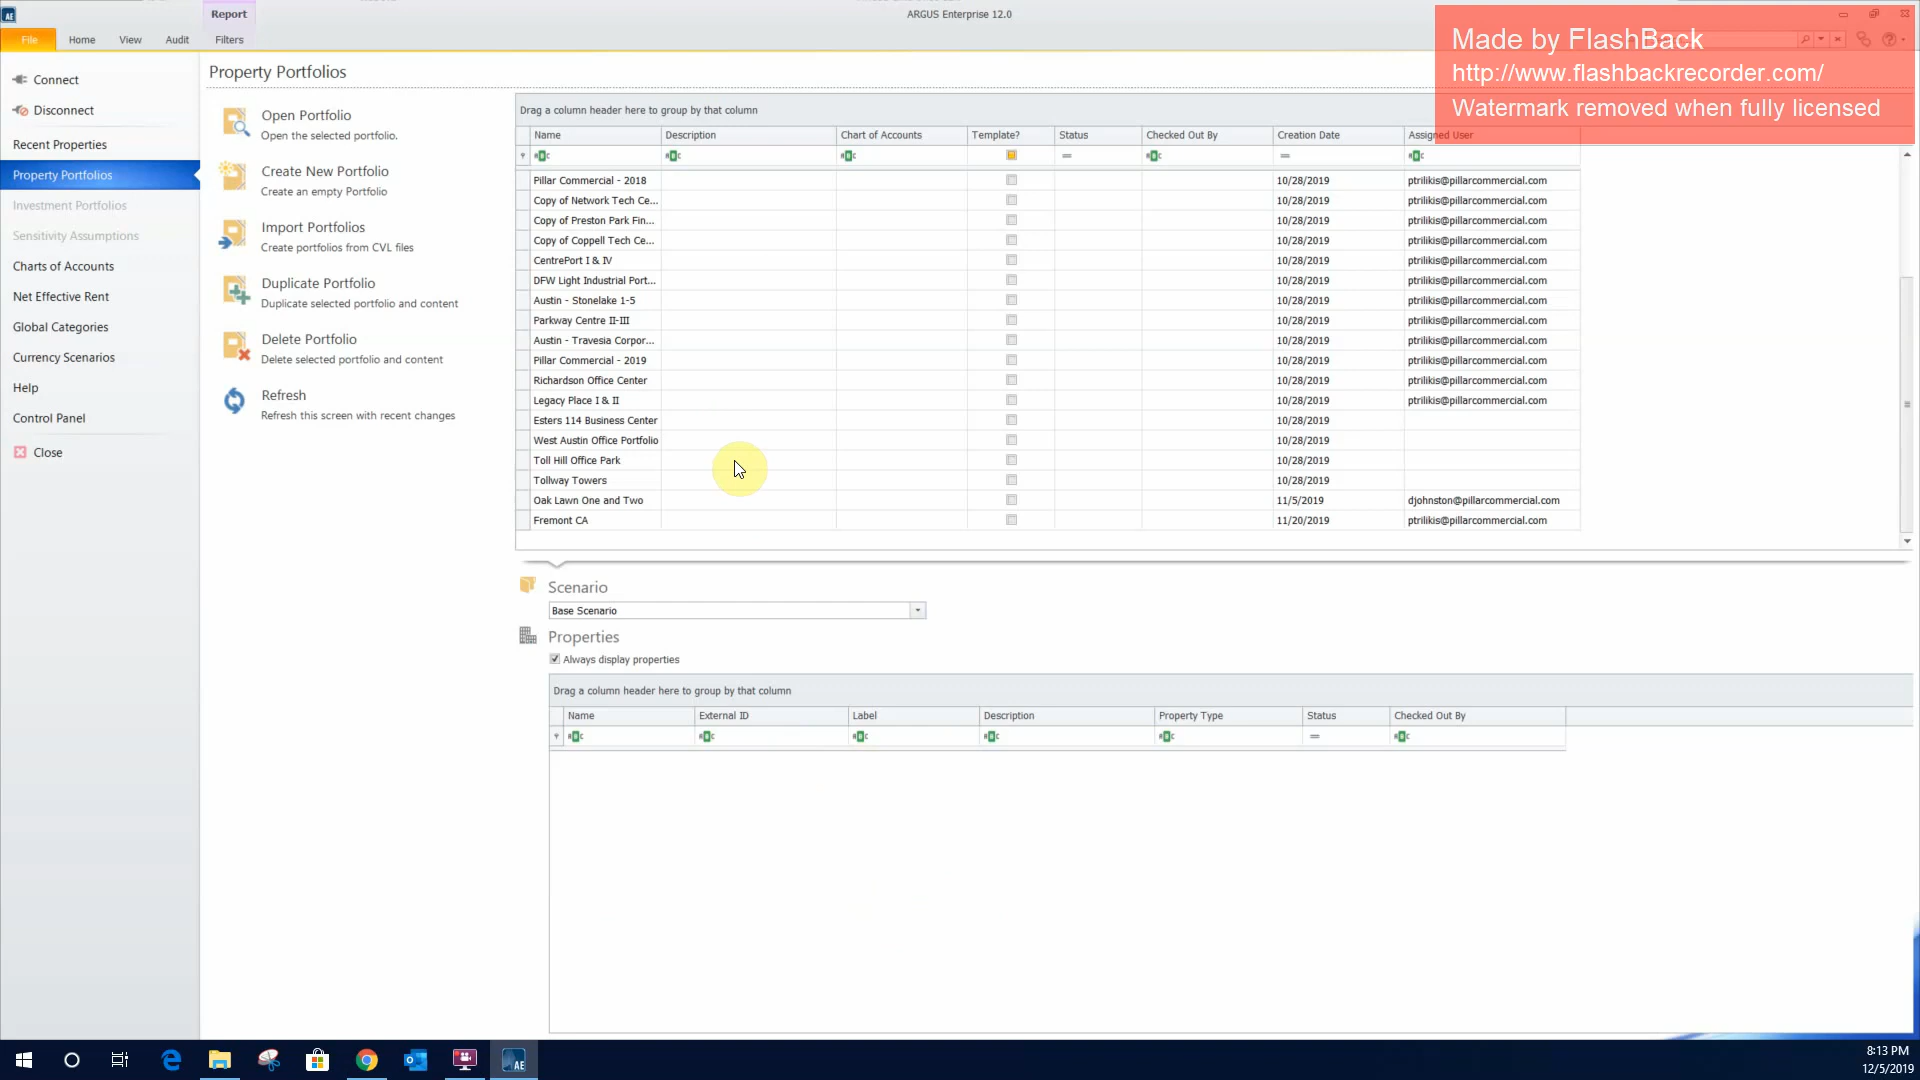 Report
ARGUS Enterprise 12.0
Made by FlashBack
http://www.flashbackrecorder.com/
Watermark removed when fully licensed
File
Home
View
Audit
Filters
Connect
Disconnect
Recent Properties
Property Portfolios
Investment Portfolios
Sensitivity Assumptions
Charts of Accounts
Net Effective Rent
Global Categories
Currency Scenarios
Help
Control Panel
Close
Property Portfolios
Open Portfolio
Open the selected portfolio.
Create New Portfolio
Create an empty Portfolio
Import Portfolios
Create portfolios from CVL files
Duplicate Portfolio
Duplicate selected portfolio and content
Delete Portfolio
Delete selected portfolio and content
Refresh
Refresh this screen with recent changes
Drag a column header here to group by that column
Name Description Chart of Accounts Template? Status Checked Out By Creation Date Assigned User
Pillar Commercial - 2018 10/28/2019 ptrilikis@pillarcommercial.com
Copy of Network Tech Ce... 10/28/2019 ptrilikis@pillarcommercial.com
Copy of Preston Park Fin... 10/28/2019 ptrilikis@pillarcommercial.com
Copy of Coppell Tech Ce... 10/28/2019 ptrilikis@pillarcommercial.com
CentrePort I & IV 10/28/2019 ptrilikis@pillarcommercial.com
DFW Light Industrial Port... 10/28/2019 ptrilikis@pillarcommercial.com
Austin - Stonelake 1-5 10/28/2019 ptrilikis@pillarcommercial.com
Parkway Centre II-III 10/28/2019 ptrilikis@pillarcommercial.com
Austin - Travesia Corpor... 10/28/2019 ptrilikis@pillarcommercial.com
Pillar Commercial - 2019 10/28/2019 ptrilikis@pillarcommercial.com
Richardson Office Center 10/28/2019 ptrilikis@pillarcommercial.com
Legacy Place I & II 10/28/2019 ptrilikis@pillarcommercial.com
Esters 114 Business Center 10/28/2019
West Austin Office Portfolio 10/28/2019
Toll Hill Office Park 10/28/2019
Tollway Towers 10/28/2019
Oak Lawn One and Two 11/5/2019 djohnston@pillarcommercial.com
Fremont CA 11/20/2019 ptrilikis@pillarcommercial.com
Scenario
Base Scenario
Properties
Always display properties
Drag a column header here to group by that column
Name External ID Label Description Property Type Status Checked Out By
AE
8:13 PM
12/5/2019